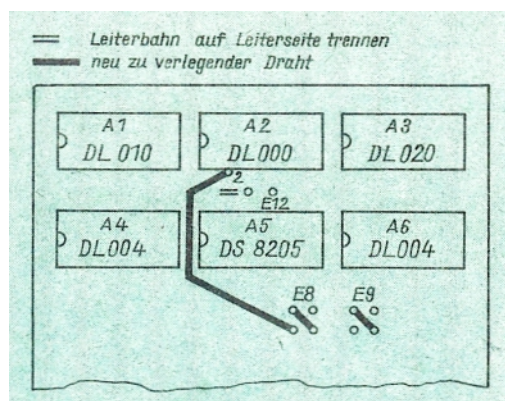 Leiterbahn auf Leiterseite trennen
neu zu verlegender Draht
A1 A2 A3
DL 010 DL000 DL020
2
E12
A4 A5 A6
DL004 DS 8205 DL004
E8 E9